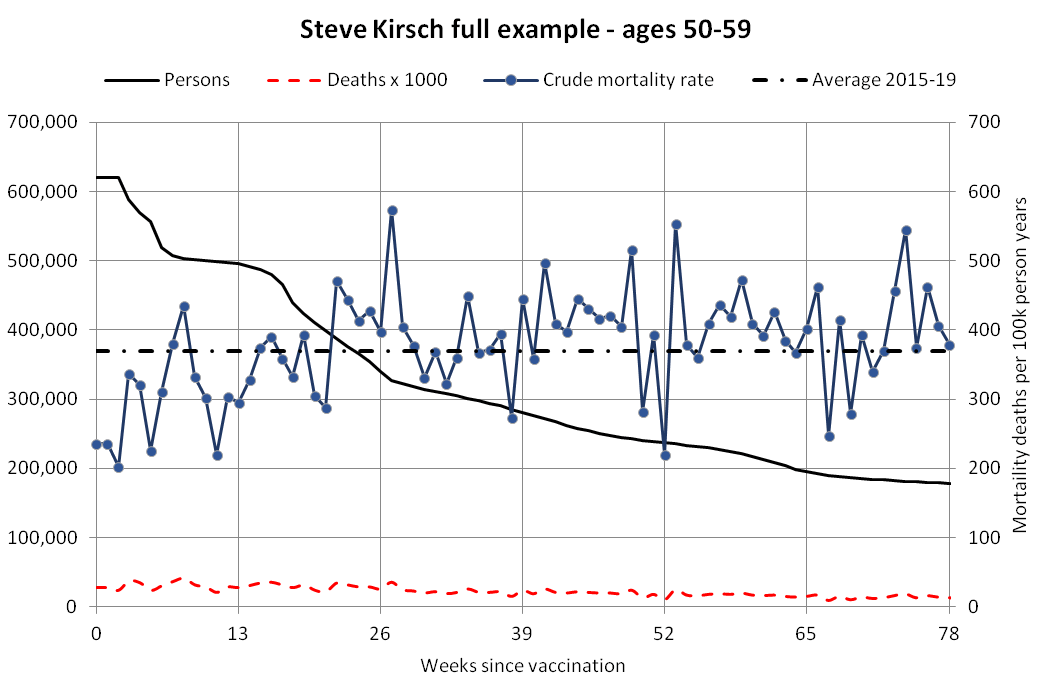 Steve Kirsch full example - ages 50-59
Persons Deaths x 1000 Crude mortality rate Average 2015-19
700,000 700
600,000 600
500,000 500
400,000 400
300,000 300
200,000 200
100,000 100
0 0
Mortaility deaths per 100k person years
0 13 26 39 52 65 78
Weeks since vaccination